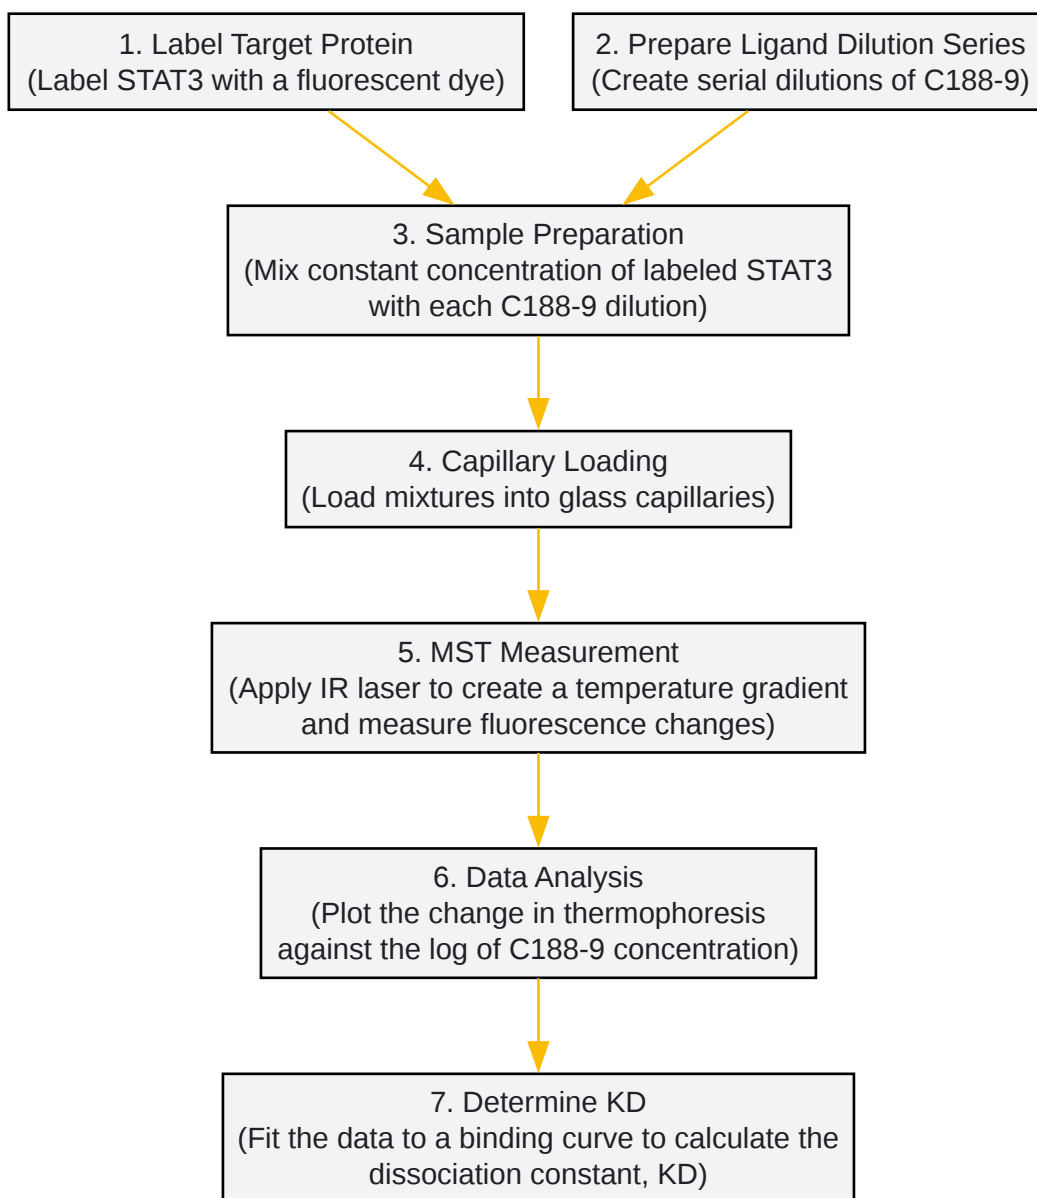 1. Label Target Protein
(Label STAT3 with a fluorescent dye)
2. Prepare Ligand Dilution Series
(Create serial dilutions of C188-9)
3. Sample Preparation
(Mix constant concentration of labeled STAT3
with each C188-9 dilution)
4. Capillary Loading
(Load mixtures into glass capillaries)
5. MST Measurement
(Apply IR laser to create a temperature gradient
and measure fluorescence changes)
6. Data Analysis
(Plot the change in thermophoresis
against the log of C188-9 concentration)
7. Determine KD
(Fit the data to a binding curve to calculate the
dissociation constant, KD)